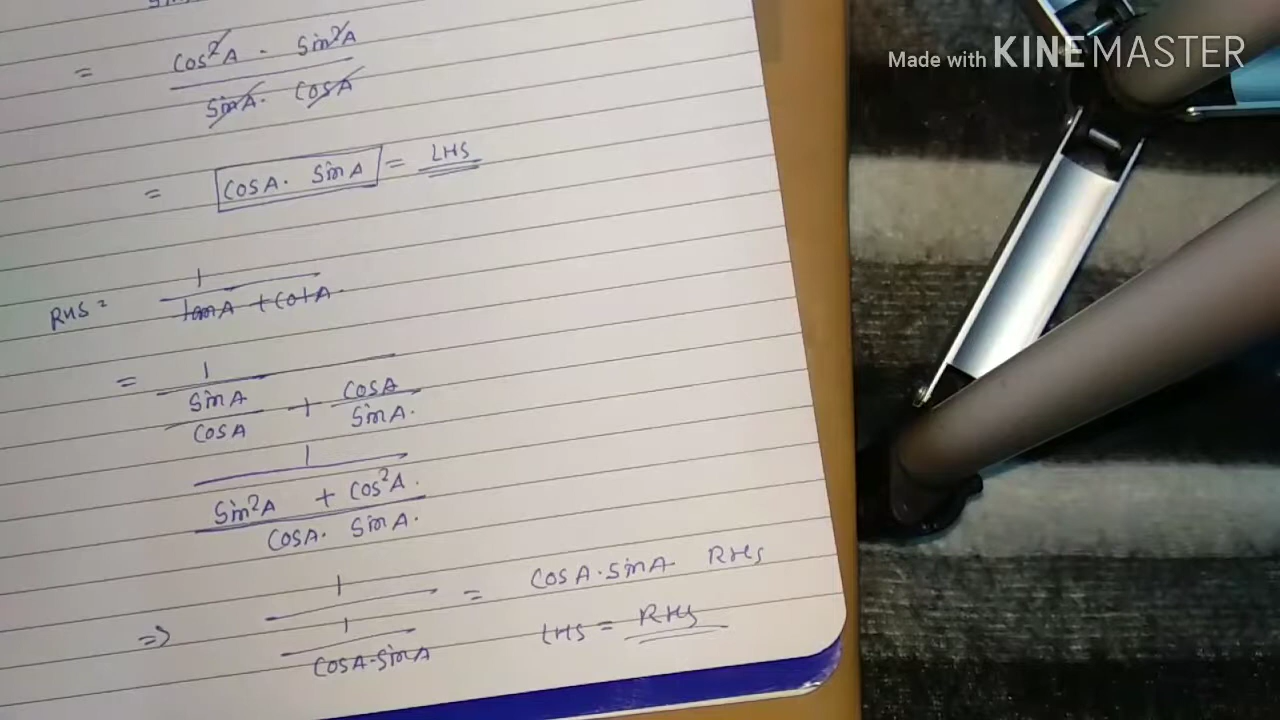 Made with KINEMASTER
= Cos²A · Sin²A
SinA · CosA
= CosA · SinA = LHS
RHS = 1
tanA + CotA
= 1
SinA + CosA
CosA SinA.
1
Sin²A + Cos²A.
CosA · SinA.
=> 1 = CosA · SinA RHS
1
CosA · SinA
LHS = RHS